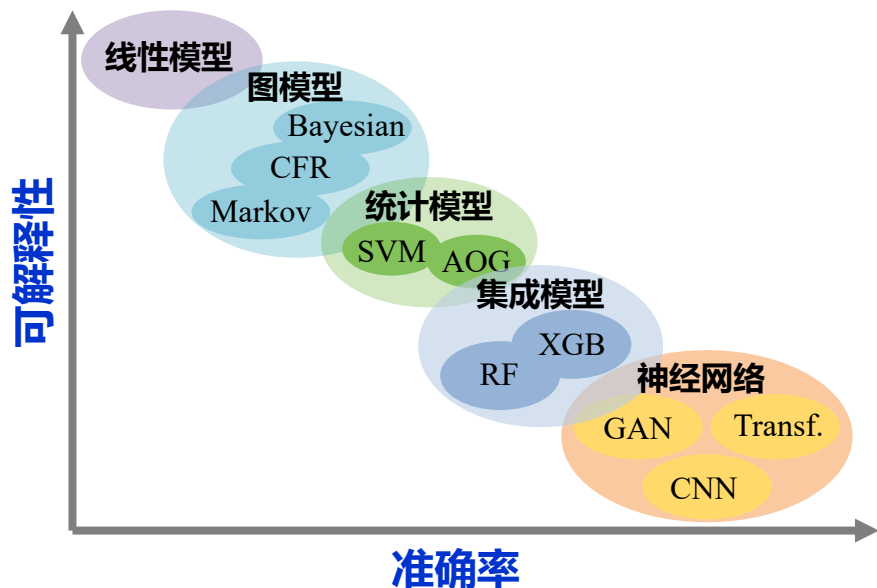 线性模型
图模型
Bayesian
CFR
Markov
统计模型
SVM
AOG
集成模型
XGB
RF
神经网络
GAN
Transf.
CNN
可解释性
准确率